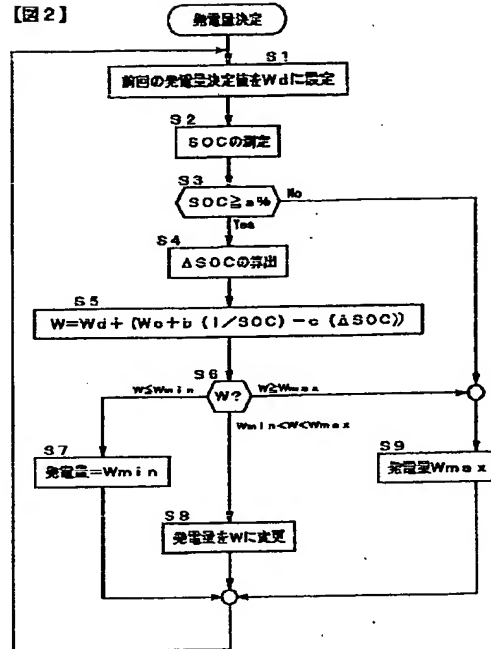 【図2】
発電量決定
S1
前回の発電量決定値をWdに設定
S2
SOCの測定
S3
SOC≧a%
No
Yes
S4
ΔSOCの算出
S5
W=Wd+(Wo+b(1/SOC)-c(ΔSOC))
S6
W?
W≦Wmin
W≧Wmax
Wmin<W<Wmax
S7
発電量=Wmin
S9
発電量Wmax
S8
発電量をWに変更